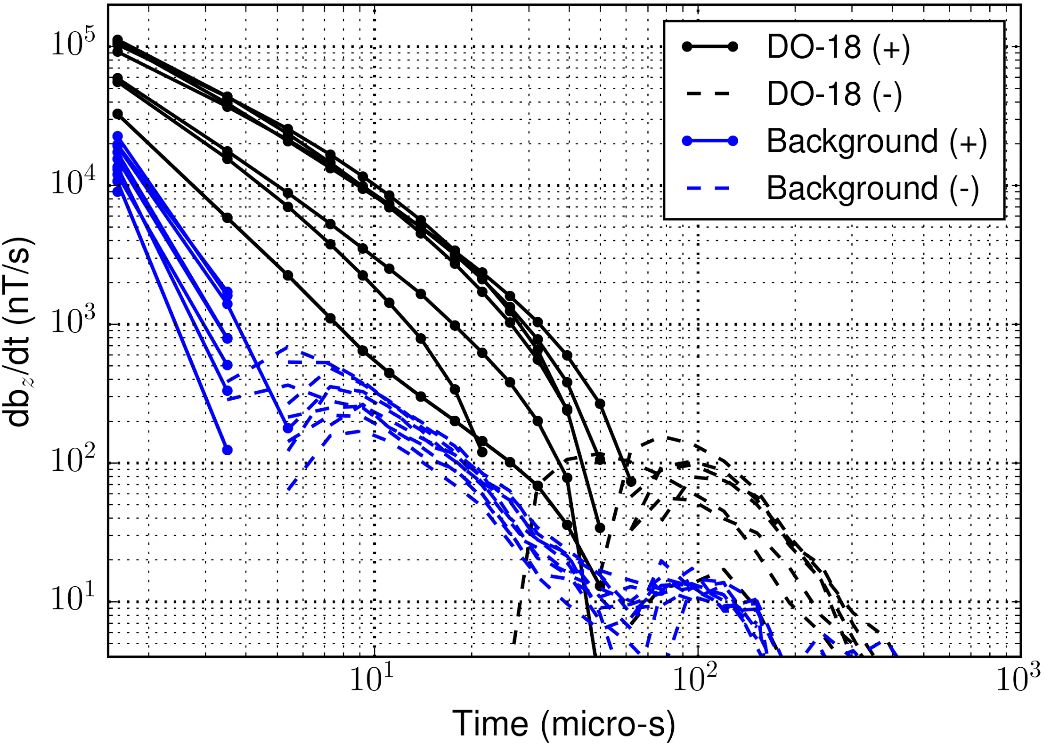 DO-18 (+)
DO-18 (-)
Background (+)
Background (-)
10^5
10^4
10^3
10^2
10^1
db_z/dt (nT/s)
10^1 10^2 10^3
Time (micro-s)